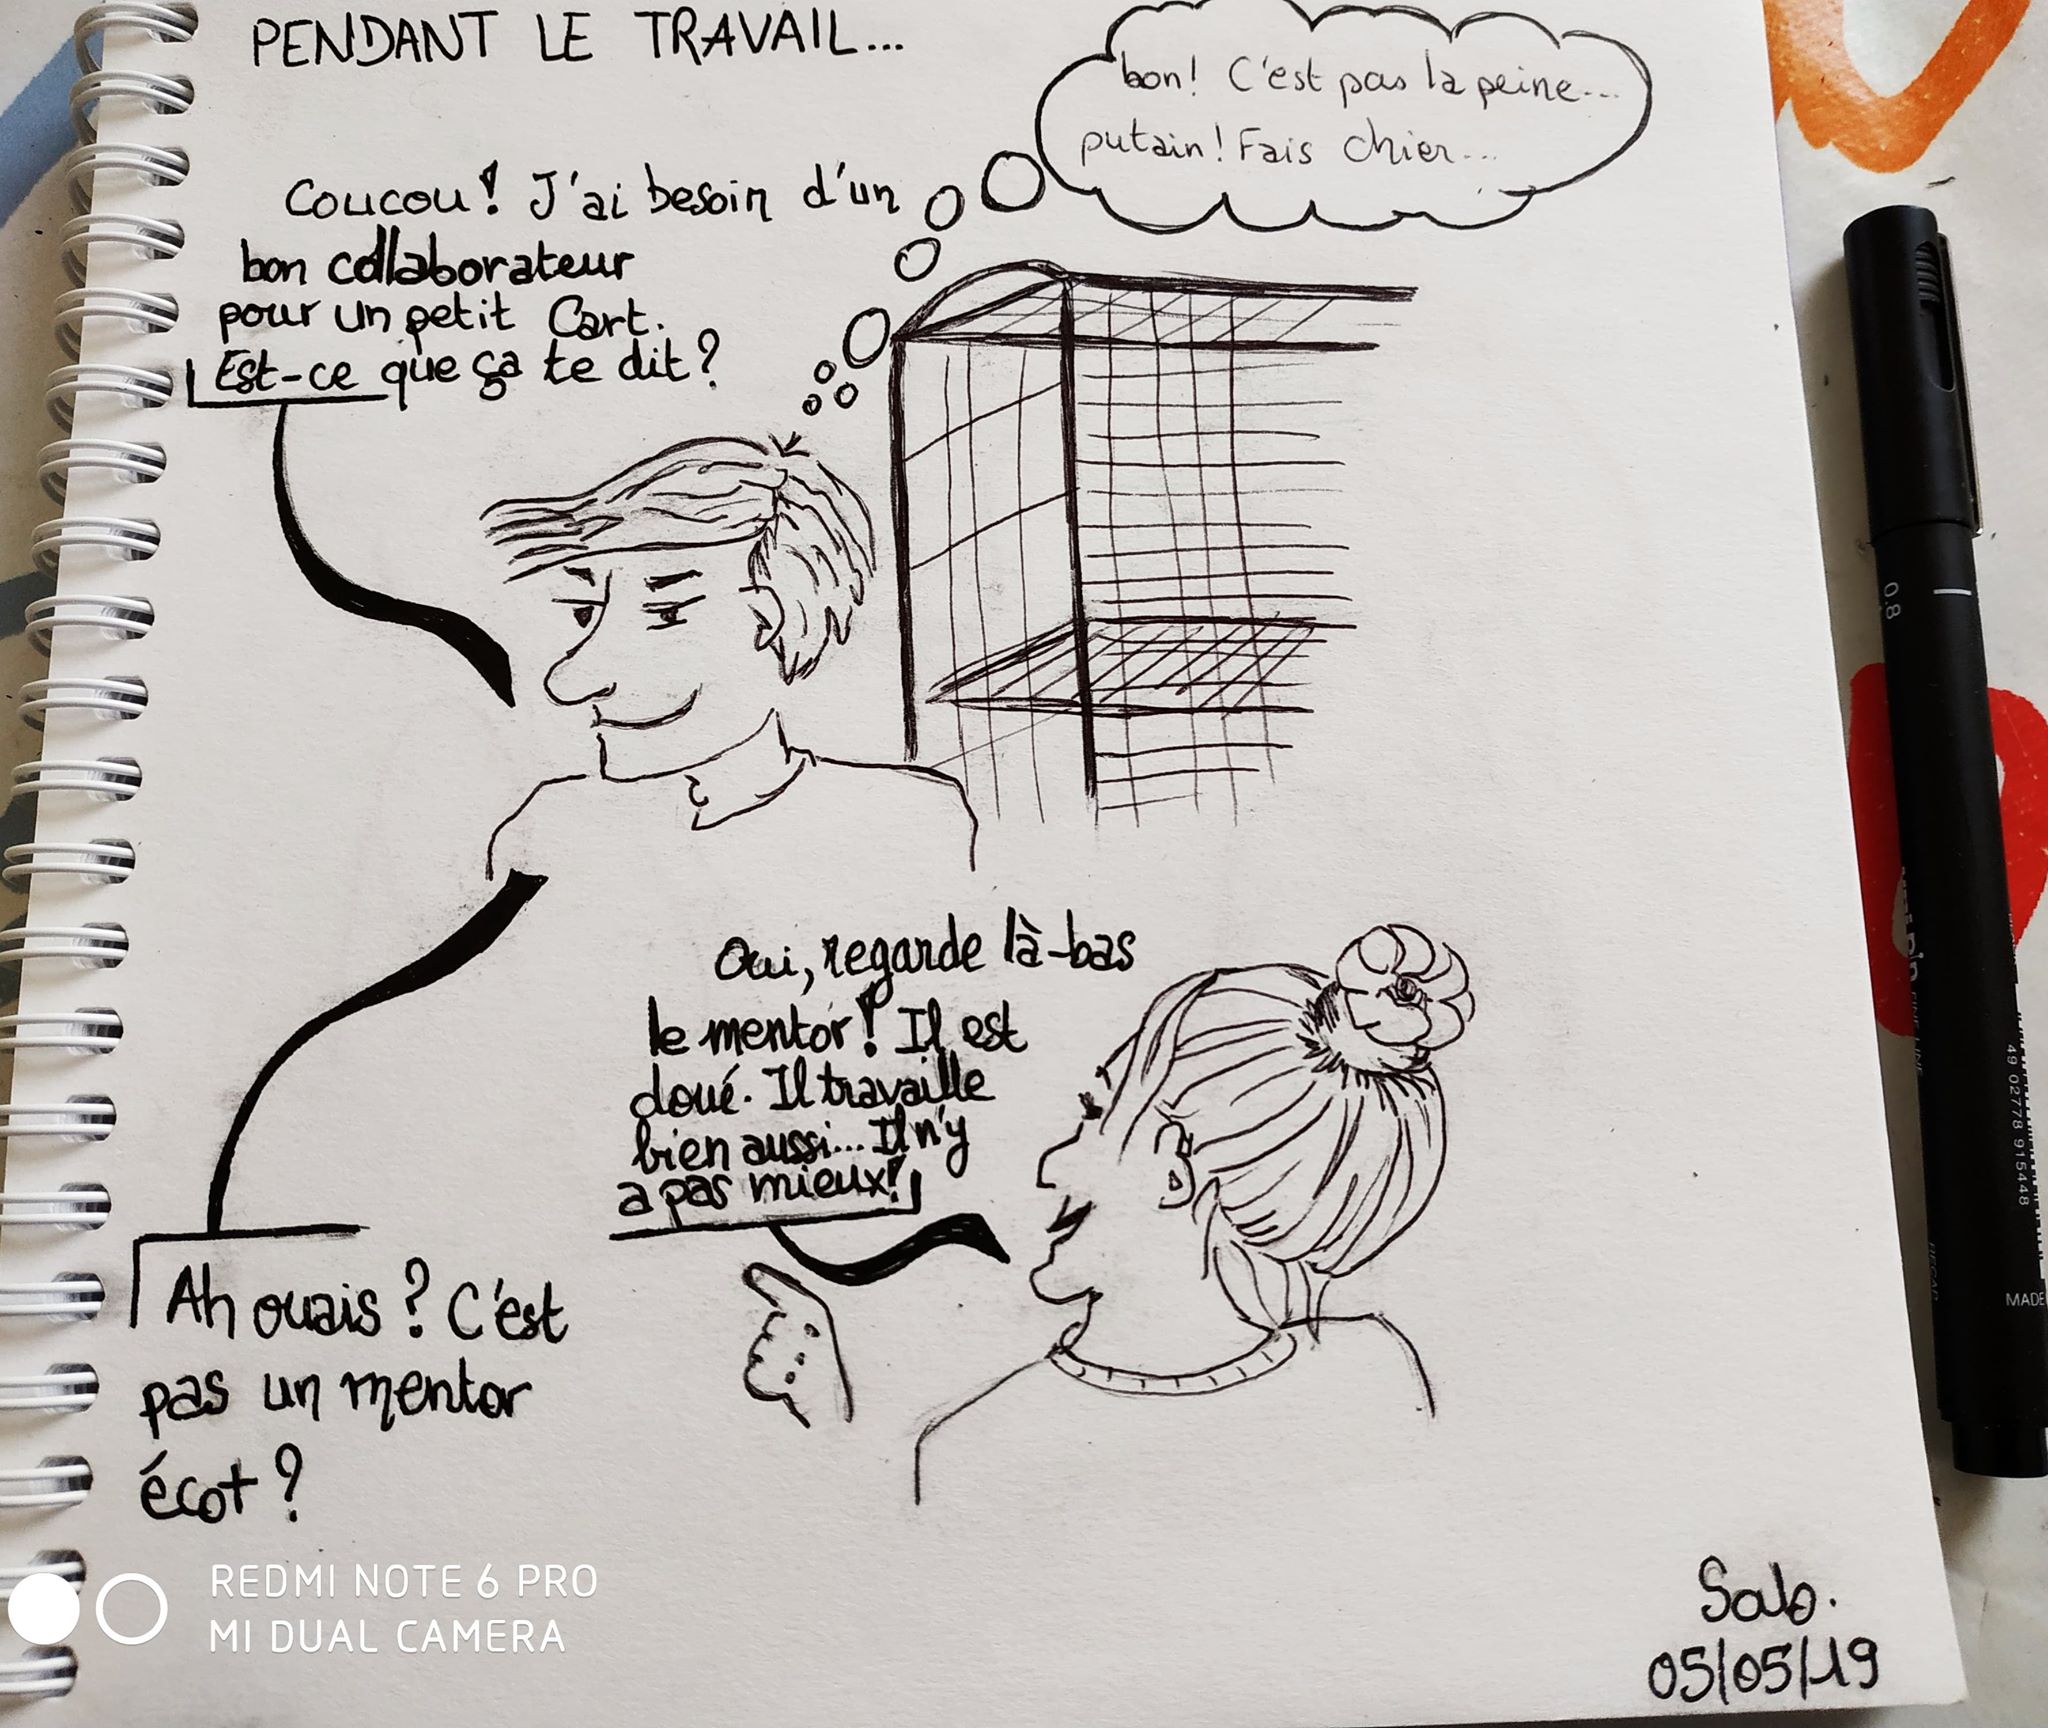 PENDANT LE TRAVAIL...
bon! C'est pas la peine...
putain! Fais chier...
Coucou! J'ai besoin d'un
bon collaborateur
pour un petit Cart.
Est-ce que ça te dit?
Oui, regarde là-bas
le mentor! Il est
doué. Il travaille
bien aussi... Il n'y
a pas mieux!
Ah ouais? C'est
pas un mentor
écot?
Sab.
05/05/19
REDMI NOTE 6 PRO
MI DUAL CAMERA
0.8
PIN FINE LINE
49 02778 915448
MADE